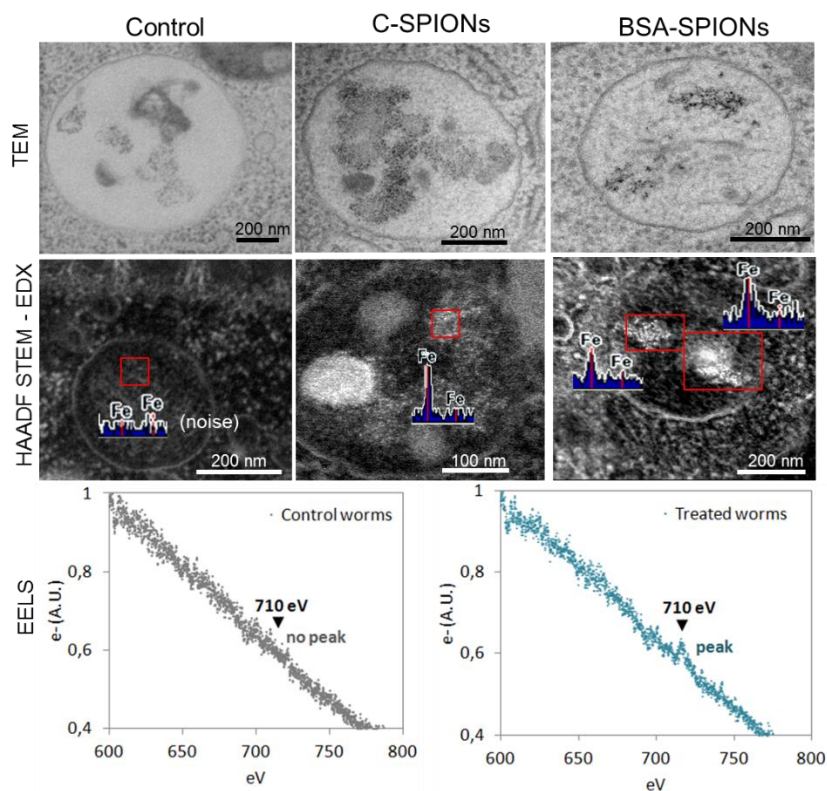 Control
C-SPIONs
BSA-SPIONs
TEM
200 nm
200 nm
200 nm
HAADF STEM - EDX
Fe
Fe
(noise)
200 nm
Fe
Fe
100 nm
Fe
Fe
Fe
Fe
200 nm
EELS
e- (A.U.)
1
0,8
0,6
0,4
Control worms
710 eV
no peak
600 650 700 750 800
eV
e- (A.U.)
1
0,8
0,6
0,4
Treated worms
710 eV
peak
600 650 700 750 800
eV